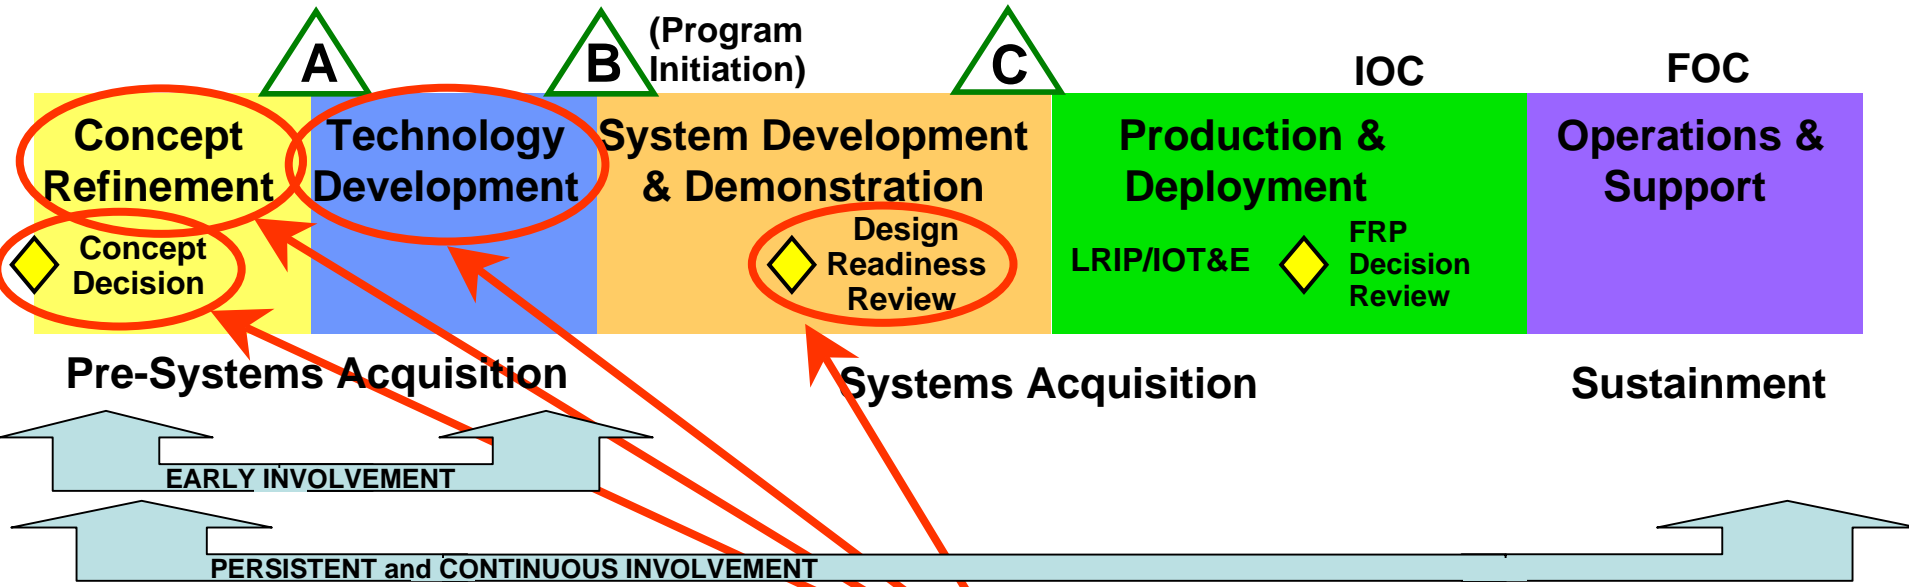 A
B
(Program
Initiation)
C
IOC
FOC
Concept
Refinement
Technology
Development
System Development
& Demonstration
Production &
Deployment
Operations &
Support
Concept
Decision
Design
Readiness
Review
LRIP/IOT&E
FRP
Decision
Review
Pre-Systems Acquisition
Systems Acquisition
Sustainment
EARLY INVOLVEMENT
PERSISTENT and CONTINUOUS INVOLVEMENT